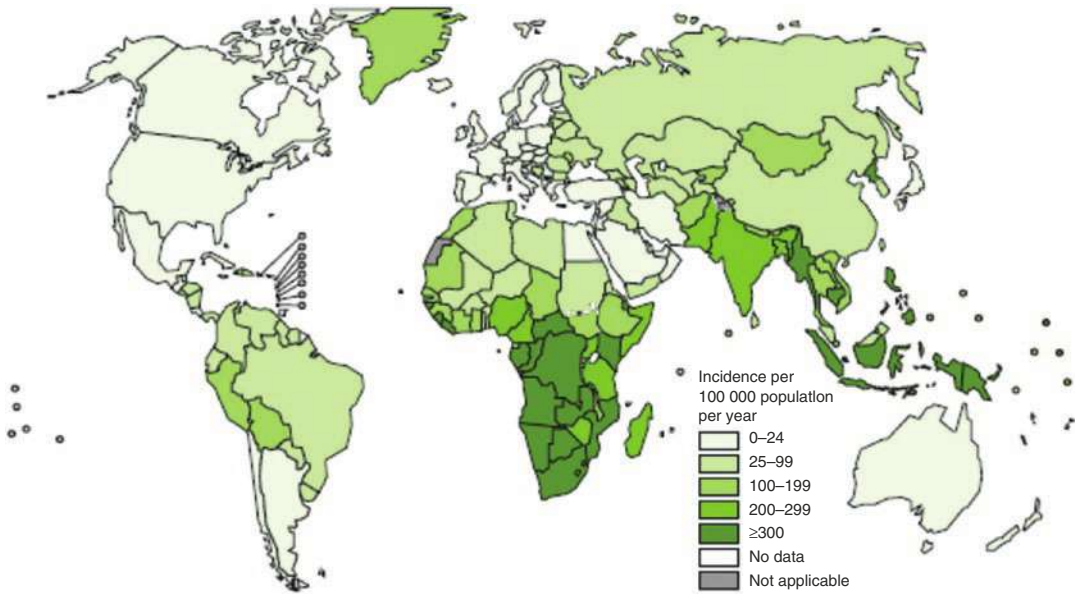 Incidence per
100 000 population
per year
0–24
25–99
100–199
200–299
≥300
No data
Not applicable